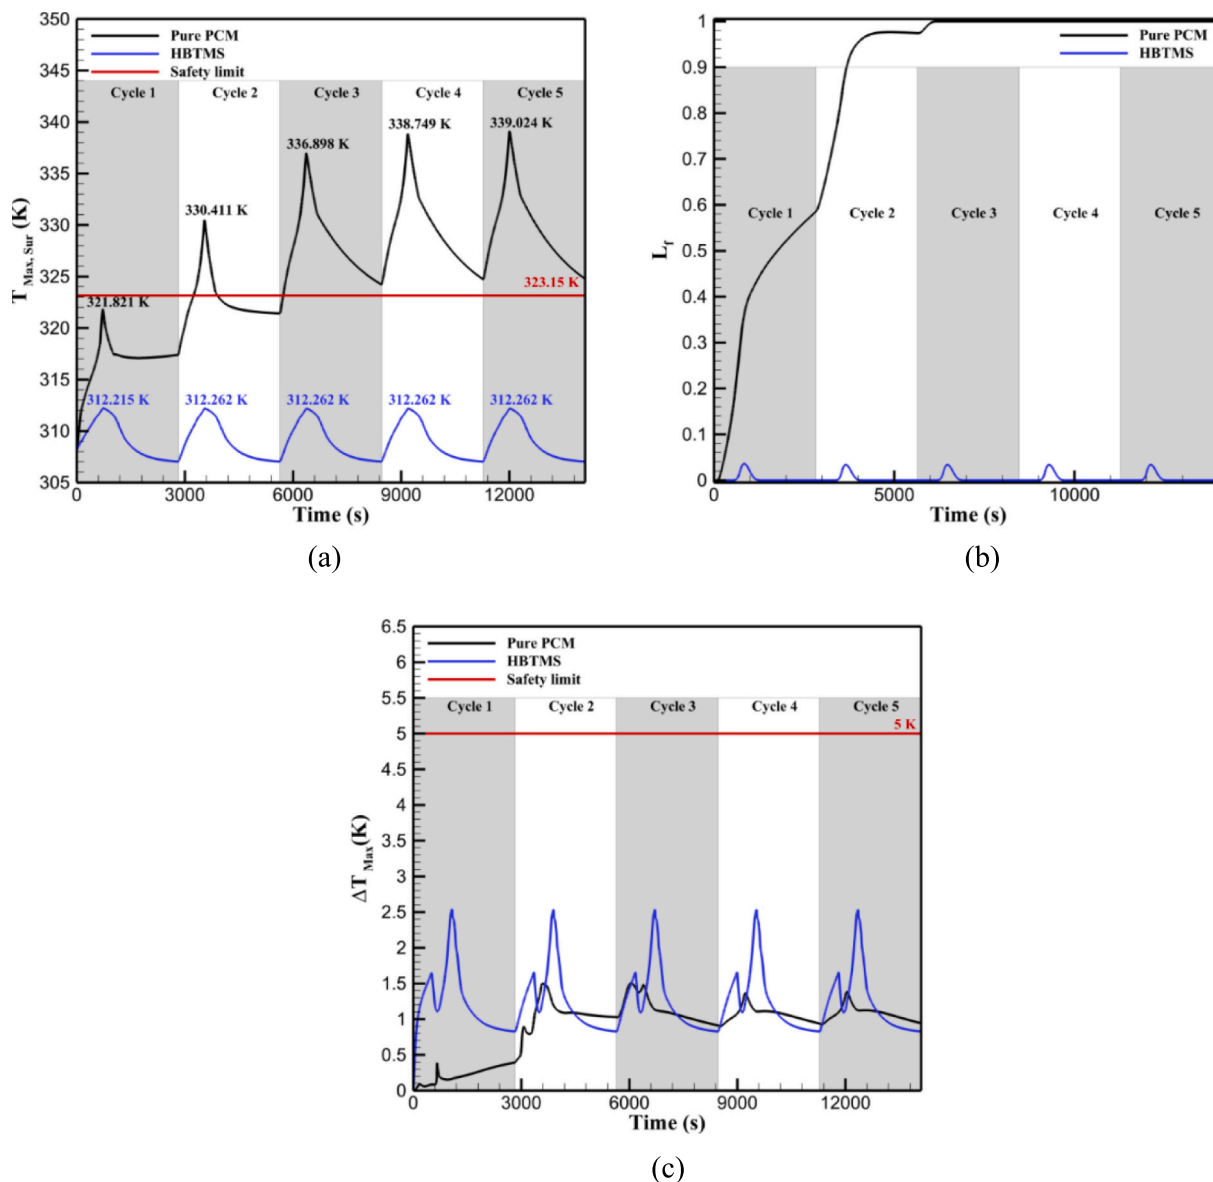 350
345
340
335
330
325
320
315
310
305
T Max, Sur (K)
Pure PCM
HBTMS
Safety limit
Cycle 1 Cycle 2 Cycle 3 Cycle 4 Cycle 5
321.821 K
330.411 K
336.898 K
338.749 K
339.024 K
323.15 K
312.215 K 312.262 K 312.262 K 312.262 K 312.262 K
0 3000 6000 9000 12000
Time (s)
(a)
1
0.9
0.8
0.7
0.6
0.5
0.4
0.3
0.2
0.1
0
Lf
Pure PCM
HBTMS
Cycle 1 Cycle 2 Cycle 3 Cycle 4 Cycle 5
0 5000 10000
Time (s)
(b)
6.5
6
5.5
5
4.5
4
3.5
3
2.5
2
1.5
1
0.5
0
ΔT Max (K)
Pure PCM
HBTMS
Safety limit
Cycle 1 Cycle 2 Cycle 3 Cycle 4 Cycle 5
5 K
0 3000 6000 9000 12000
Time (s)
(c)